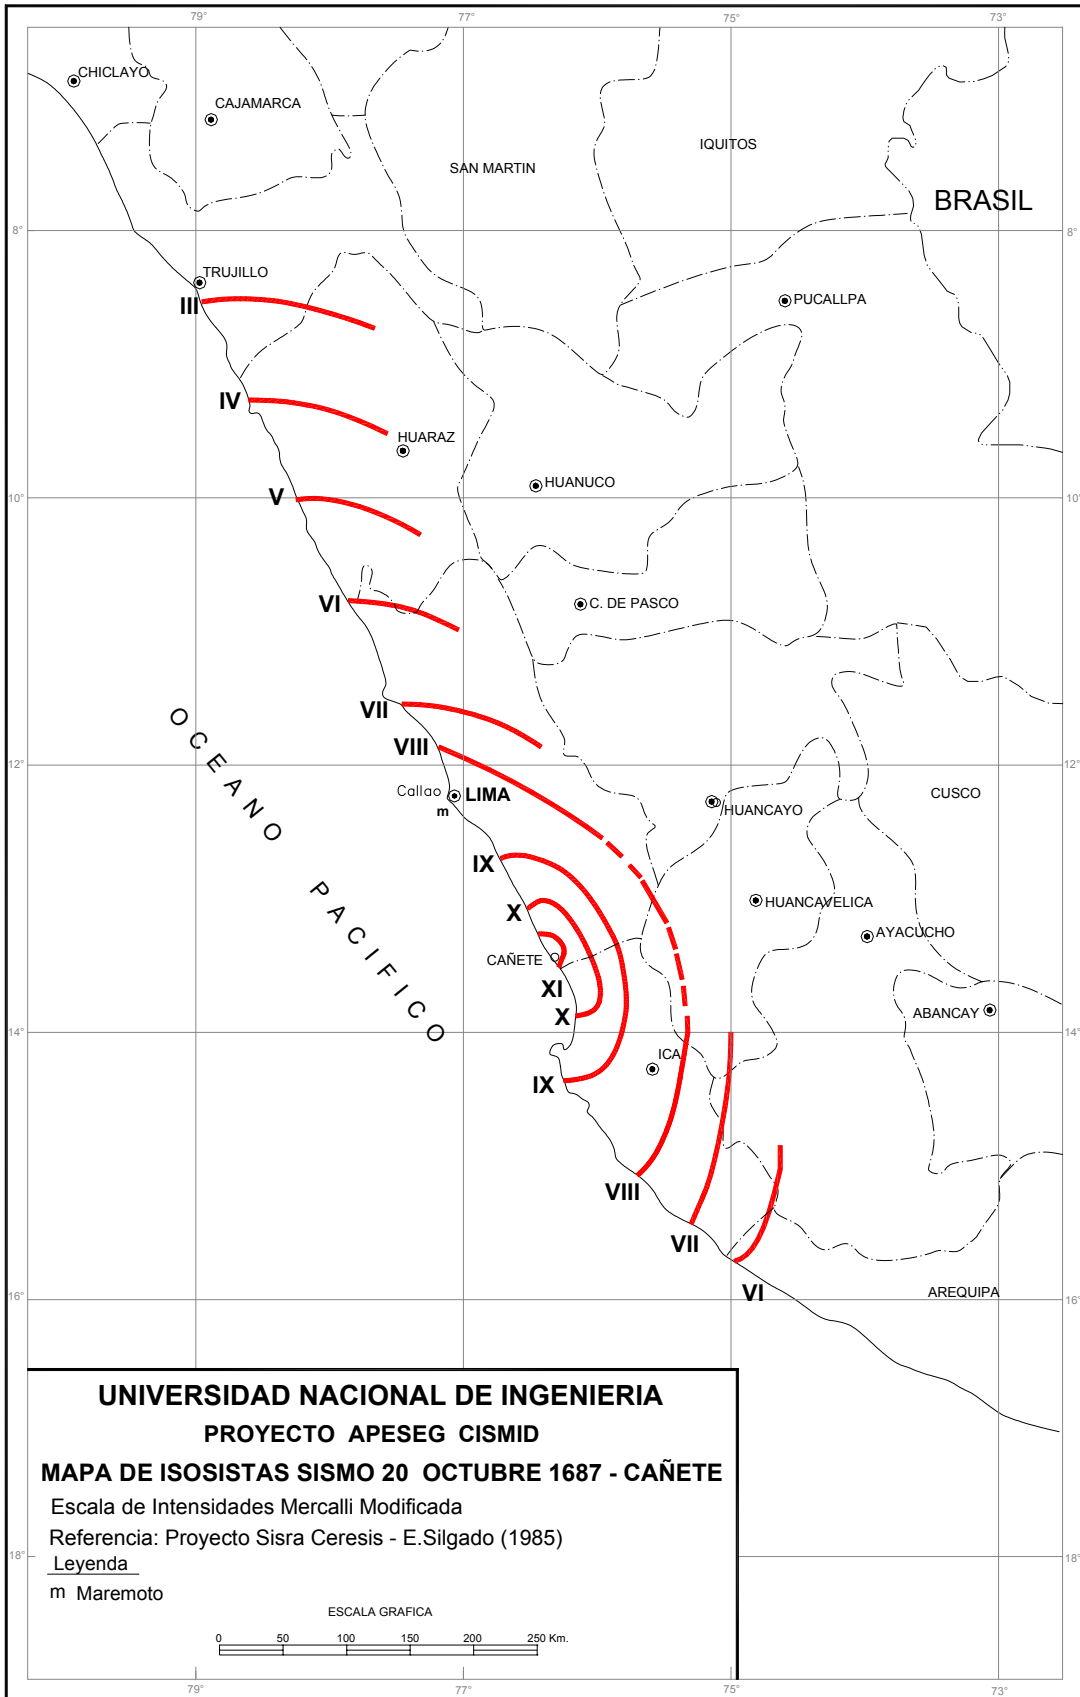 79° 77° 75° 73°
CHICLAYO
CAJAMARCA
IQUITOS
SAN MARTIN
BRASIL
8° 8°
TRUJILLO
PUCALLPA
III
IV
HUARAZ
HUANUCO
V
10° 10°
C. DE PASCO
VI
VII
OCEANO PACIFICO
VIII
12° 12°
Callao
LIMA
m
CUSCO
HUANCAYO
IX
HUANCAVELICA
X
AYACUCHO
CAÑETE
XI
ABANCAY
X
14° 14°
ICA
IX
VIII
VII
VI
AREQUIPA
16° 16°
UNIVERSIDAD NACIONAL DE INGENIERIA
PROYECTO APESEG CISMID
MAPA DE ISOSISTAS SISMO 20 OCTUBRE 1687 - CAÑETE
Escala de Intensidades Mercalli Modificada
Referencia: Proyecto Sisra Ceresis - E.Silgado (1985)
18° 18°
Leyenda
m Maremoto
ESCALA GRAFICA
0 50 100 150 200 250 Km.
79° 77° 75° 73°